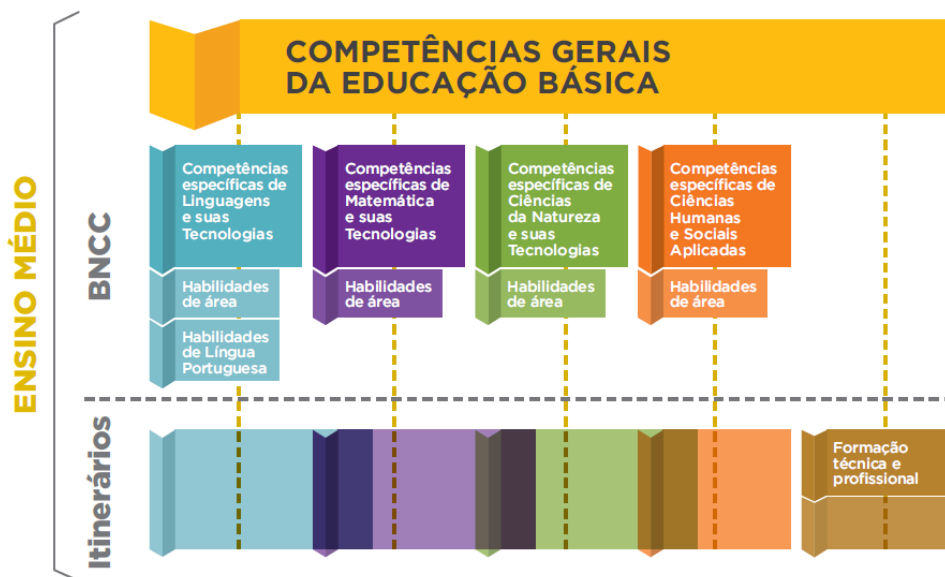 COMPETÊNCIAS GERAIS
DA EDUCAÇÃO BÁSICA
ENSINO MÉDIO
BNCC
Competências
específicas de
Linguagens
e suas
Tecnologias
Habilidades
de área
Habilidades
de Língua
Portuguesa
Competências
específicas de
Matemática
e suas
Tecnologias
Habilidades
de área
Competências
específicas de
Ciências
da Natureza
e suas
Tecnologias
Habilidades
de área
Competências
específicas de
Ciências
Humanas
e Sociais
Aplicadas
Habilidades
de área
Itinerários
Formação
técnica e
profissional